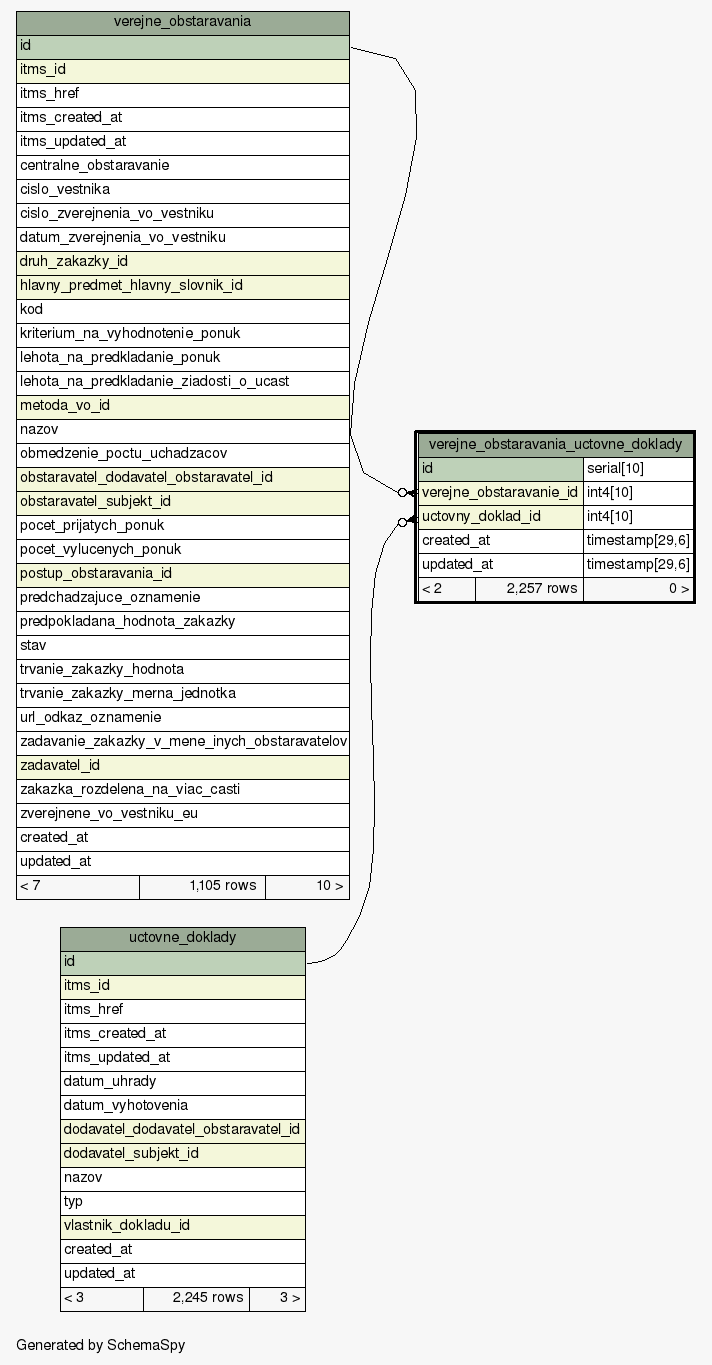 verejne_obstaravania
id
itms_id
itms_href
itms_created_at
itms_updated_at
centralne_obstaravanie
cislo_vestnika
cislo_zverejnenia_vo_vestniku
datum_zverejnenia_vo_vestniku
druh_zakazky_id
hlavny_predmet_hlavny_slovnik_id
kod
kriterium_na_vyhodnotenie_ponuk
lehota_na_predkladanie_ponuk
lehota_na_predkladanie_ziadosti_o_ucast
metoda_vo_id
nazov
obmedzenie_poctu_uchadzacov
obstaravatel_dodavatel_obstaravatel_id
obstaravatel_subjekt_id
pocet_prijatych_ponuk
pocet_vylucenych_ponuk
postup_obstaravania_id
predchadzajuce_oznamenie
predpokladana_hodnota_zakazky
stav
trvanie_zakazky_hodnota
trvanie_zakazky_merna_jednotka
url_odkaz_oznamenie
zadavanie_zakazky_v_mene_inych_obstaravatelov
zadavatel_id
zakazka_rozdelena_na_viac_casti
zverejnene_vo_vestniku_eu
created_at
updated_at
< 7 1,105 rows 10 >
verejne_obstaravania_uctovne_doklady
id serial[10]
verejne_obstaravanie_id int4[10]
uctovny_doklad_id int4[10]
created_at timestamp[29,6]
updated_at timestamp[29,6]
< 2 2,257 rows 0 >
uctovne_doklady
id
itms_id
itms_href
itms_created_at
itms_updated_at
datum_uhrady
datum_vyhotovenia
dodavatel_dodavatel_obstaravatel_id
dodavatel_subjekt_id
nazov
typ
vlastnik_dokladu_id
created_at
updated_at
< 3 2,245 rows 3 >
Generated by SchemaSpy